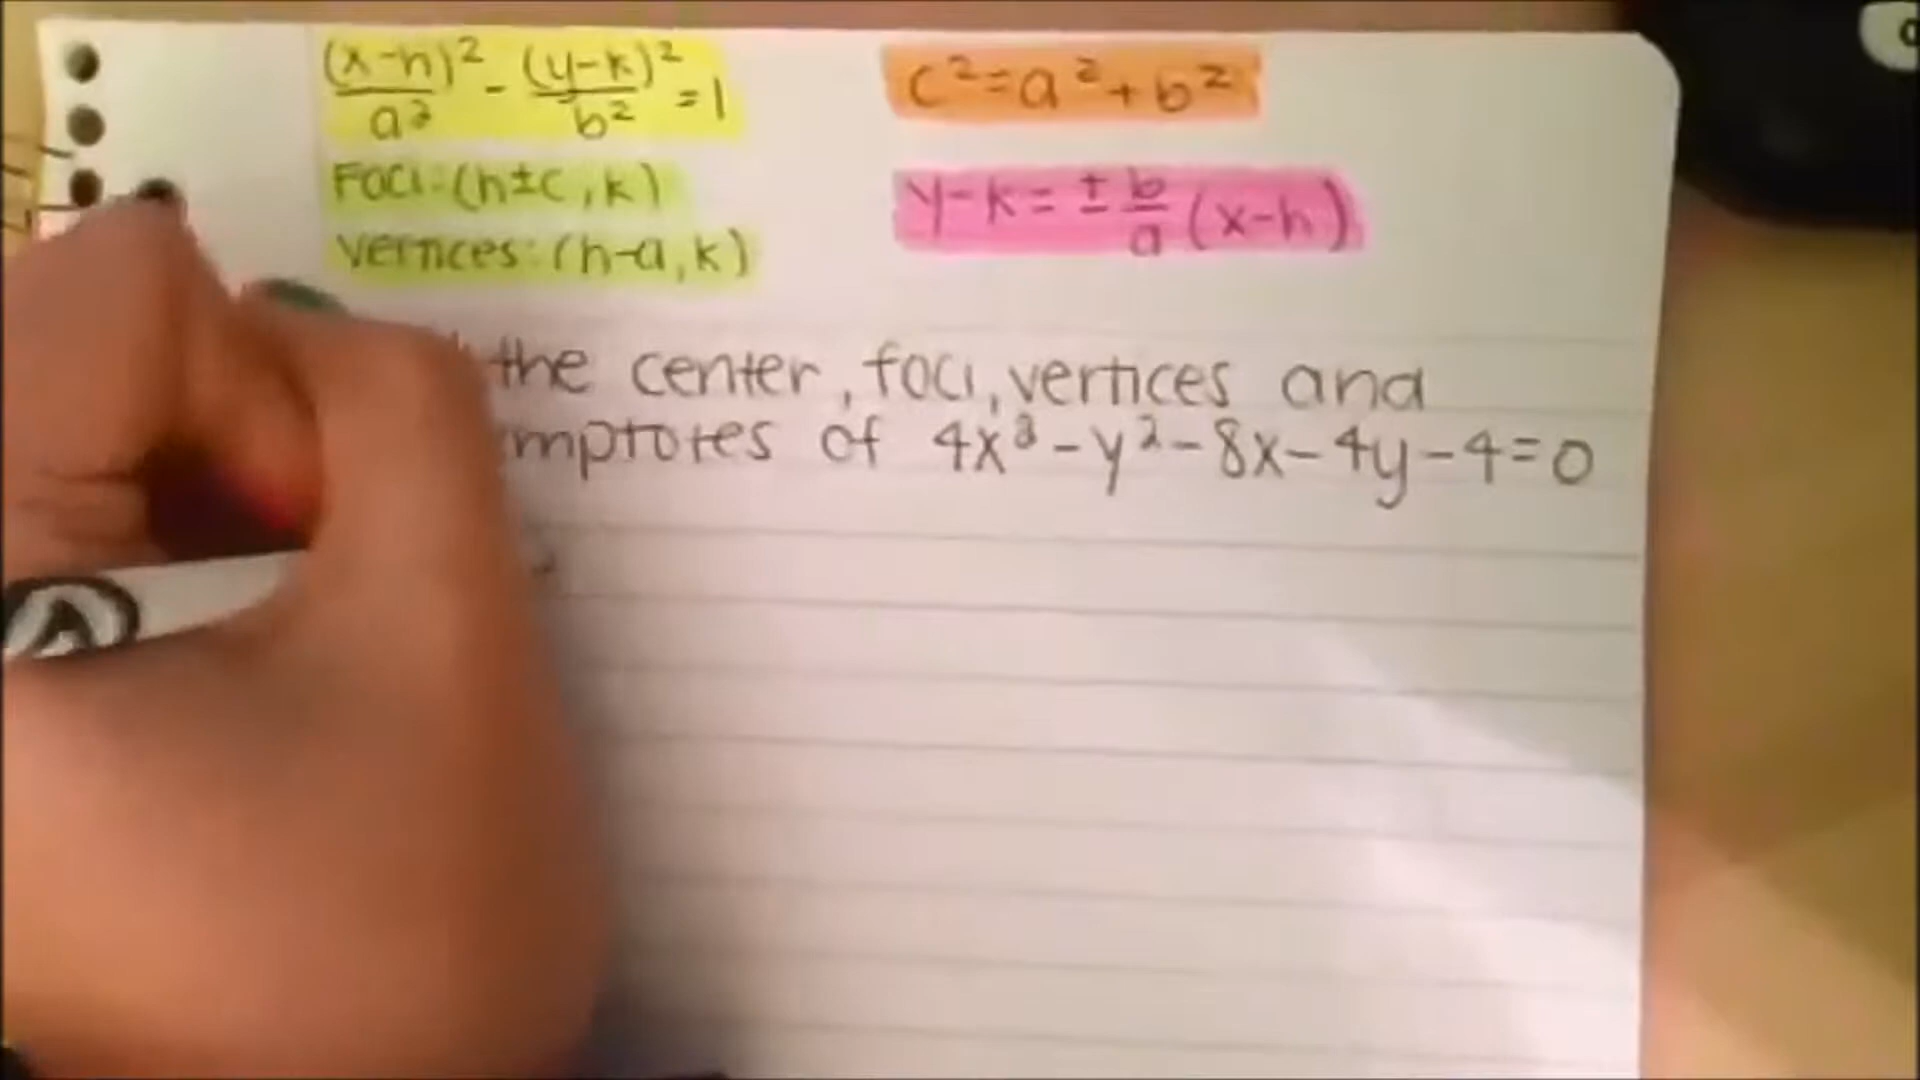 (x-h)² / a² - (y-k)² / b² = 1
c² = a² + b²
Foci: (h±c, k)
y-k = ± b/a (x-h)
vertices: (h-a, k)
the center, foci, vertices and
mptotes of 4x² - y² - 8x - 4y - 4 = 0
A